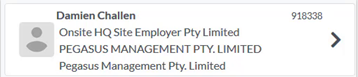 Damien Challen 918338
Onsite HQ Site Employer Pty Limited
PEGASUS MANAGEMENT PTY. LIMITED
Pegasus Management Pty. Limited